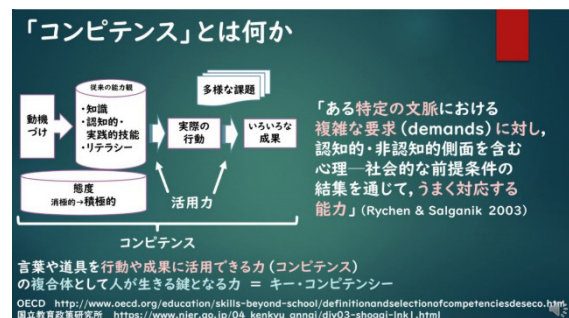 「コンピテンス」とは何か
従来の能力観
多様な課題
動機
づけ
・知識
・認知的・
実践的技能
・リテラシー
実際の
行動
いろいろな
成果
態度
消極的→積極的
活用力
コンピテンス
「ある特定の文脈における
複雑な要求(demands)に対し,
認知的・非認知的側面を含む
心理―社会的な前提条件の
結集を通じて,うまく対応する
能力」(Rychen & Salganik 2003)
言葉や道具を行動や成果に活用できる力(コンピテンス)
の複合体として人が生きる鍵となる力 = キー・コンピテンシー
OECD http://www.oecd.org/education/skills-beyond-school/definitionandselectionofcompetenciesdeseco.htm
国立教育政策研究所 https://www.nier.go.jp/04_kenkyu_annai/div03-shogai-lnk1.html